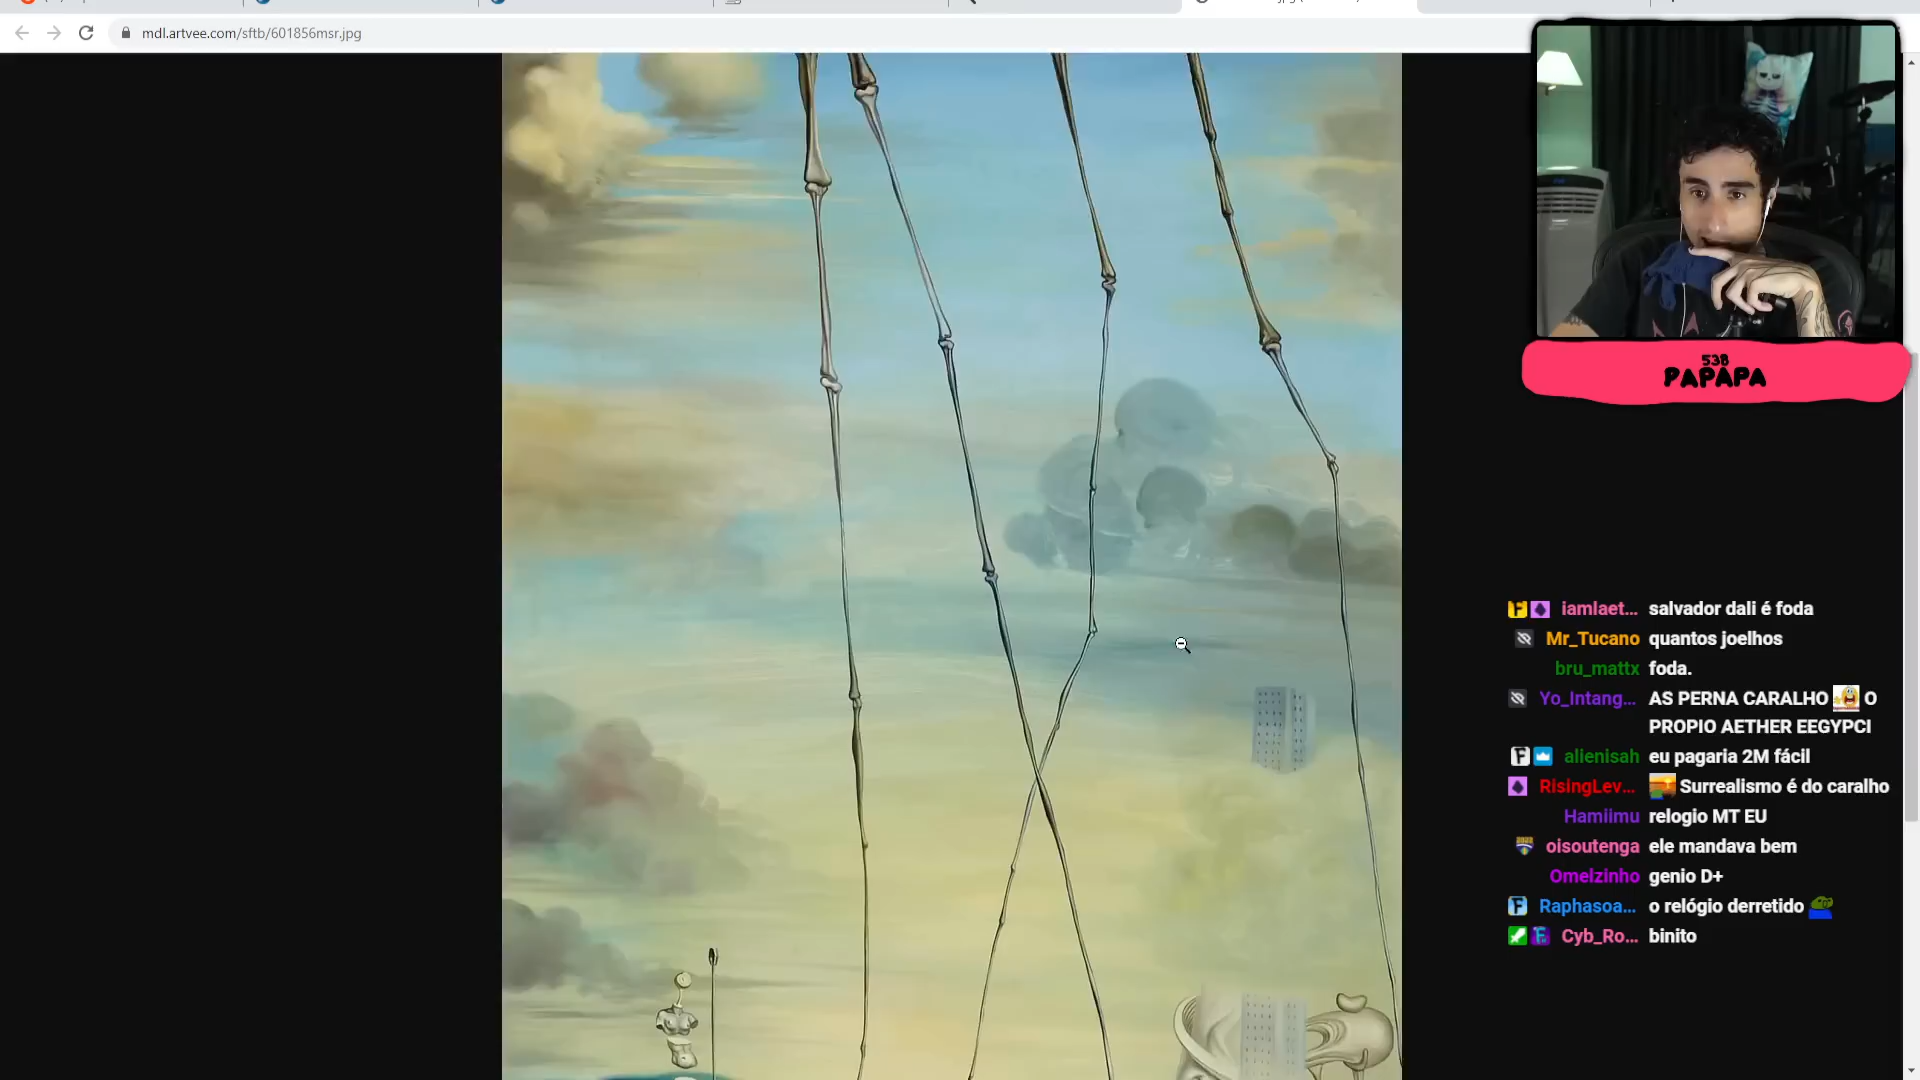 mdl.artvee.com/sftb/601856msr.jpg
538
PAPAPA
iamlaet... salvador dali é foda
Mr_Tucano quantos joelhos
bru_mattx foda.
Yo_Intang... AS PERNA CARALHO O
PROPIO AETHER EEGYPCI
alienisah eu pagaria 2M fácil
RisingLev... Surrealismo é do caralho
Hamiimu relogio MT EU
oisoutenga ele mandava bem
Omelzinho genio D+
Raphasoa... o relógio derretido
Cyb_Ro... binito